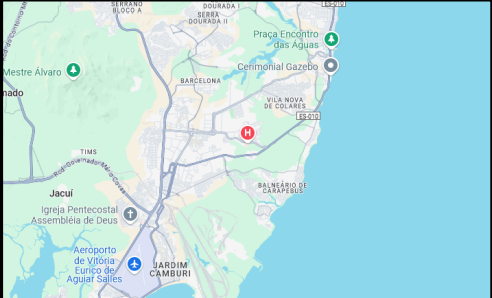 SERRANO
BLOCO A
DOURADA I
SERRA
DOURADA II
ES-010
Praça Encontro
das Águas
Cerimonial Gazebo
Mestre Álvaro
BARCELONA
nado
VILA NOVA
DE COLARES
ES-010
H
TIMS
Rod. Governador Mário Covas
Jacuí
BALNEÁRIO DE
CARAPEBUS
Igreja Pentecostal
Assembléia de Deus
Aeroporto
de Vitória
Eurico de
Aguiar Salles
JARDIM
CAMBURI